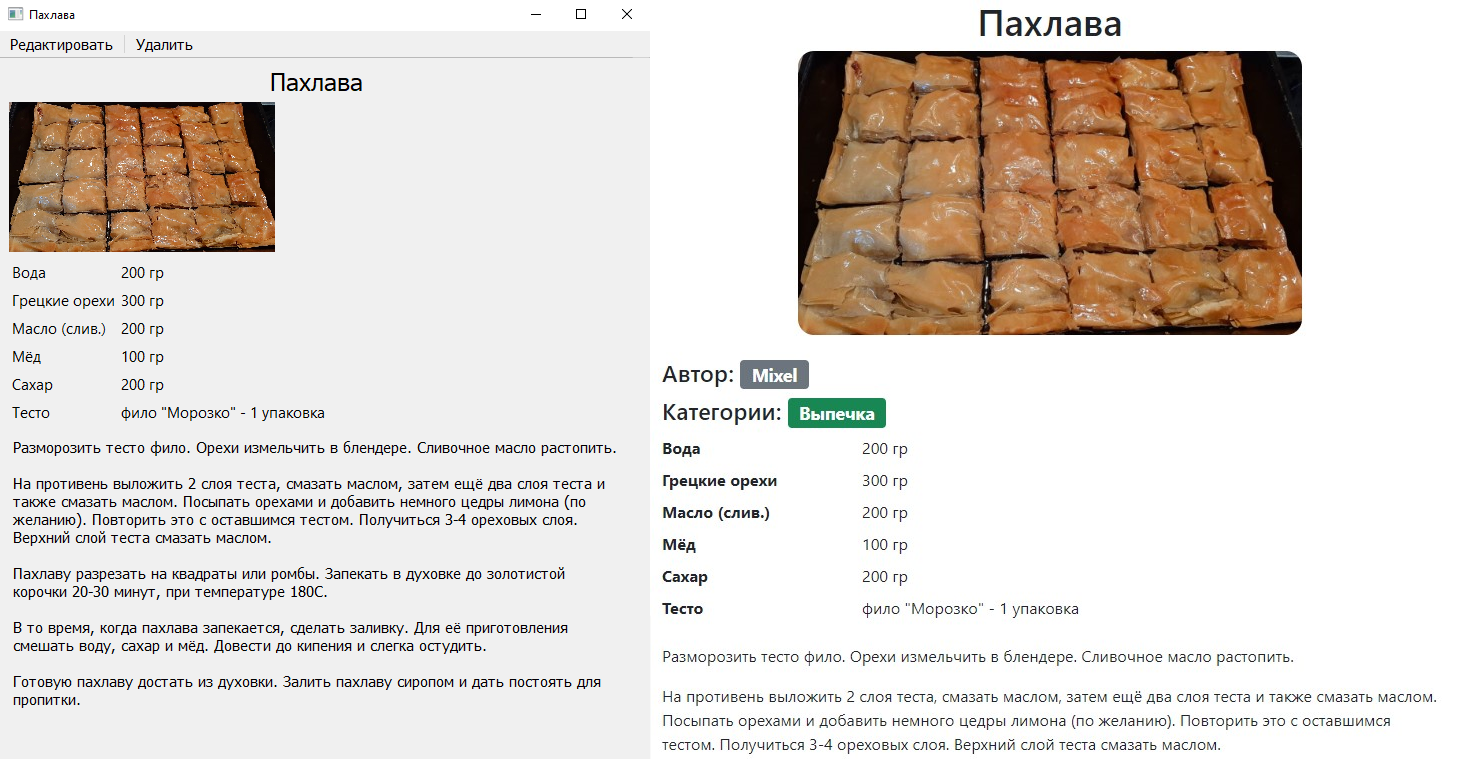 Пахлава
Редактировать Удалить
Пахлава
Вода 200 гр
Грецкие орехи 300 гр
Масло (слив.) 200 гр
Мёд 100 гр
Сахар 200 гр
Тесто фило "Морозко" - 1 упаковка
Разморозить тесто фило. Орехи измельчить в блендере. Сливочное масло растопить.
На противень выложить 2 слоя теста, смазать маслом, затем ещё два слоя теста и
также смазать маслом. Посыпать орехами и добавить немного цедры лимона (по
желанию). Повторить это с оставшимся тестом. Получиться 3-4 ореховых слоя.
Верхний слой теста смазать маслом.
Пахлаву разрезать на квадраты или ромбы. Запекать в духовке до золотистой
корочки 20-30 минут, при температуре 180С.
В то время, когда пахлава запекается, сделать заливку. Для её приготовления
смешать воду, сахар и мёд. Довести до кипения и слегка остудить.
Готовую пахлаву достать из духовки. Залить пахлаву сиропом и дать постоять для
пропитки.
Пахлава
Автор: Mixel
Категории: Выпечка
Вода 200 гр
Грецкие орехи 300 гр
Масло (слив.) 200 гр
Мёд 100 гр
Сахар 200 гр
Тесто фило "Морозко" - 1 упаковка
Разморозить тесто фило. Орехи измельчить в блендере. Сливочное масло растопить.
На противень выложить 2 слоя теста, смазать маслом, затем ещё два слоя теста и также смазать маслом.
Посыпать орехами и добавить немного цедры лимона (по желанию). Повторить это с оставшимся
тестом. Получиться 3-4 ореховых слоя. Верхний слой теста смазать маслом.